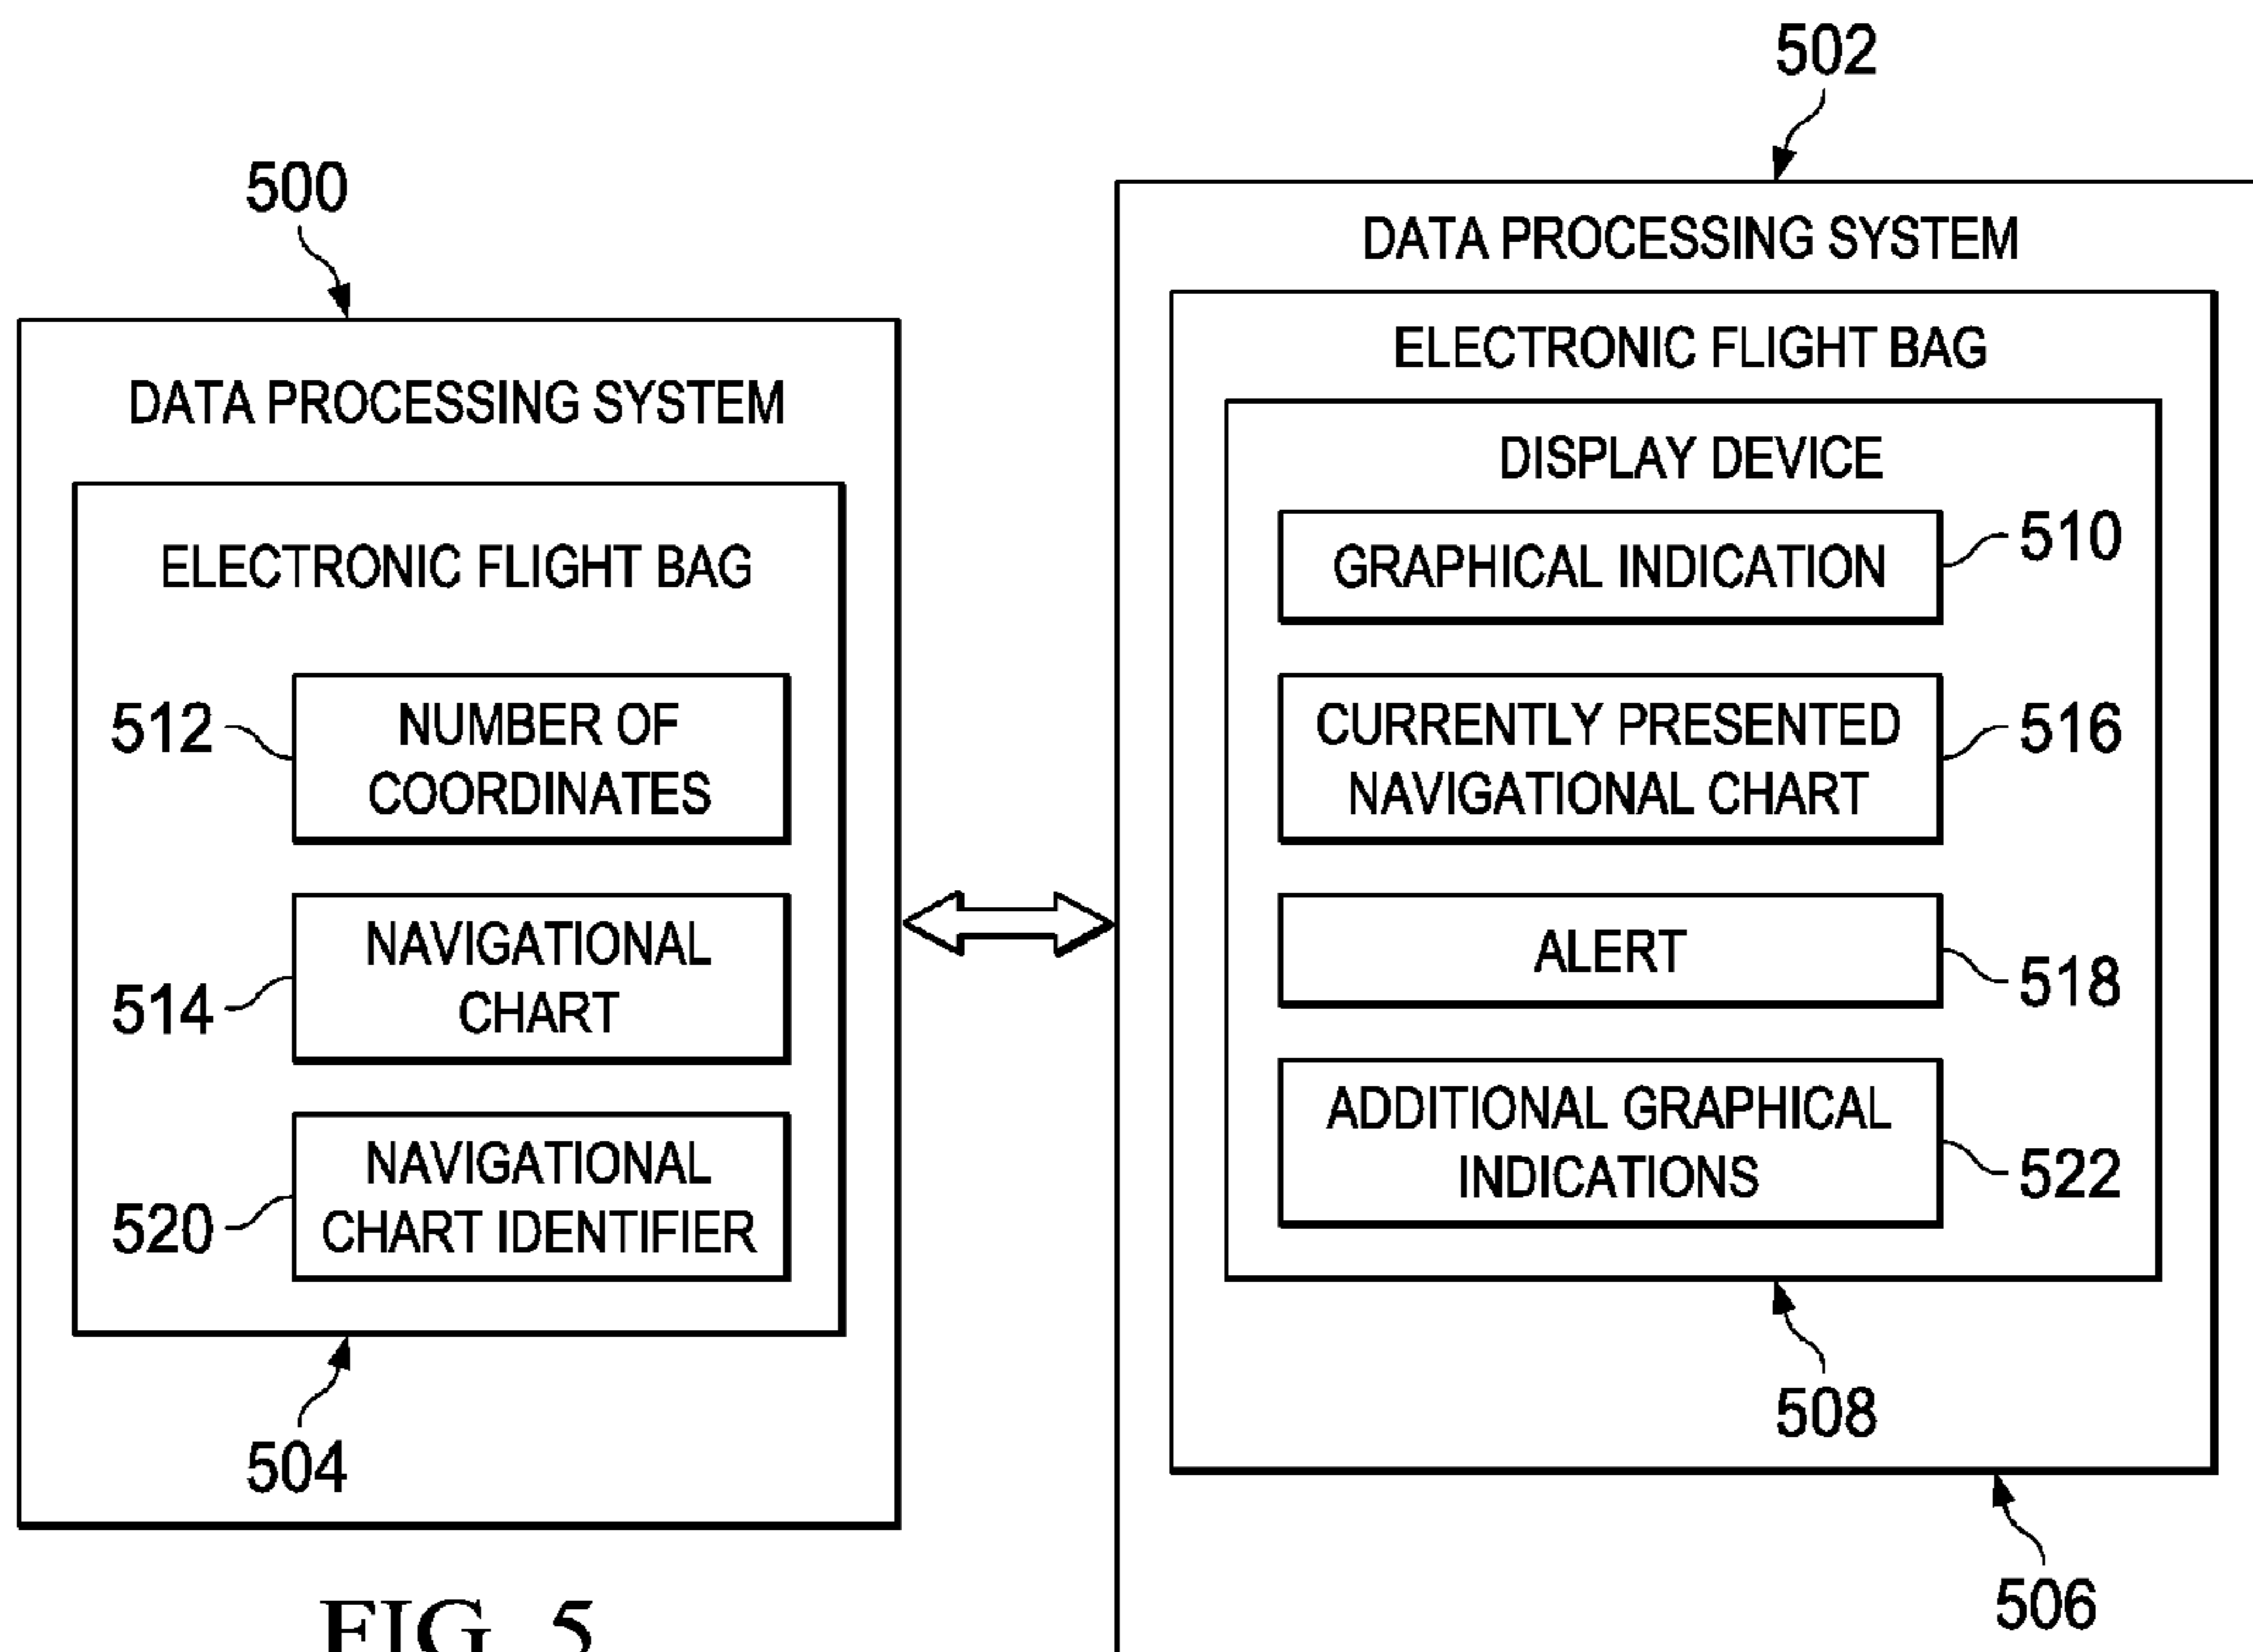 500
DATA PROCESSING SYSTEM
ELECTRONIC FLIGHT BAG
512
NUMBER OF
COORDINATES
514
NAVIGATIONAL
CHART
520
NAVIGATIONAL
CHART IDENTIFIER
504
FIG. 5
502
DATA PROCESSING SYSTEM
ELECTRONIC FLIGHT BAG
DISPLAY DEVICE
GRAPHICAL INDICATION
510
CURRENTLY PRESENTED
NAVIGATIONAL CHART
516
ALERT
518
ADDITIONAL GRAPHICAL
INDICATIONS
522
508
506